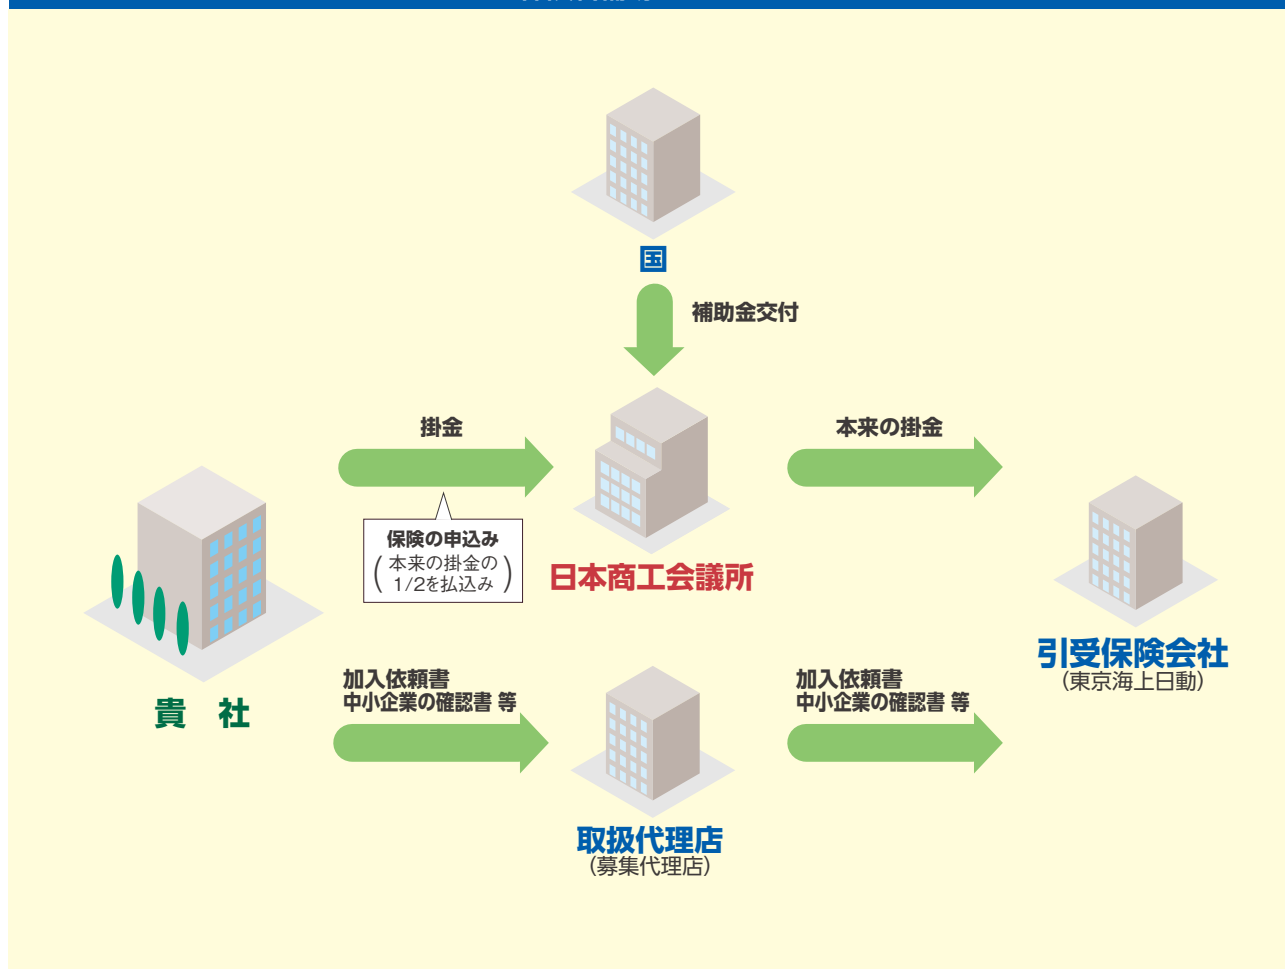 国
補助金交付
掛金
本来の掛金
保険の申込み
(本来の掛金の
1/2を払込み)
日本商工会議所
引受保険会社
(東京海上日動)
貴 社
加入依頼書
中小企業の確認書 等
加入依頼書
中小企業の確認書 等
取扱代理店
(募集代理店)